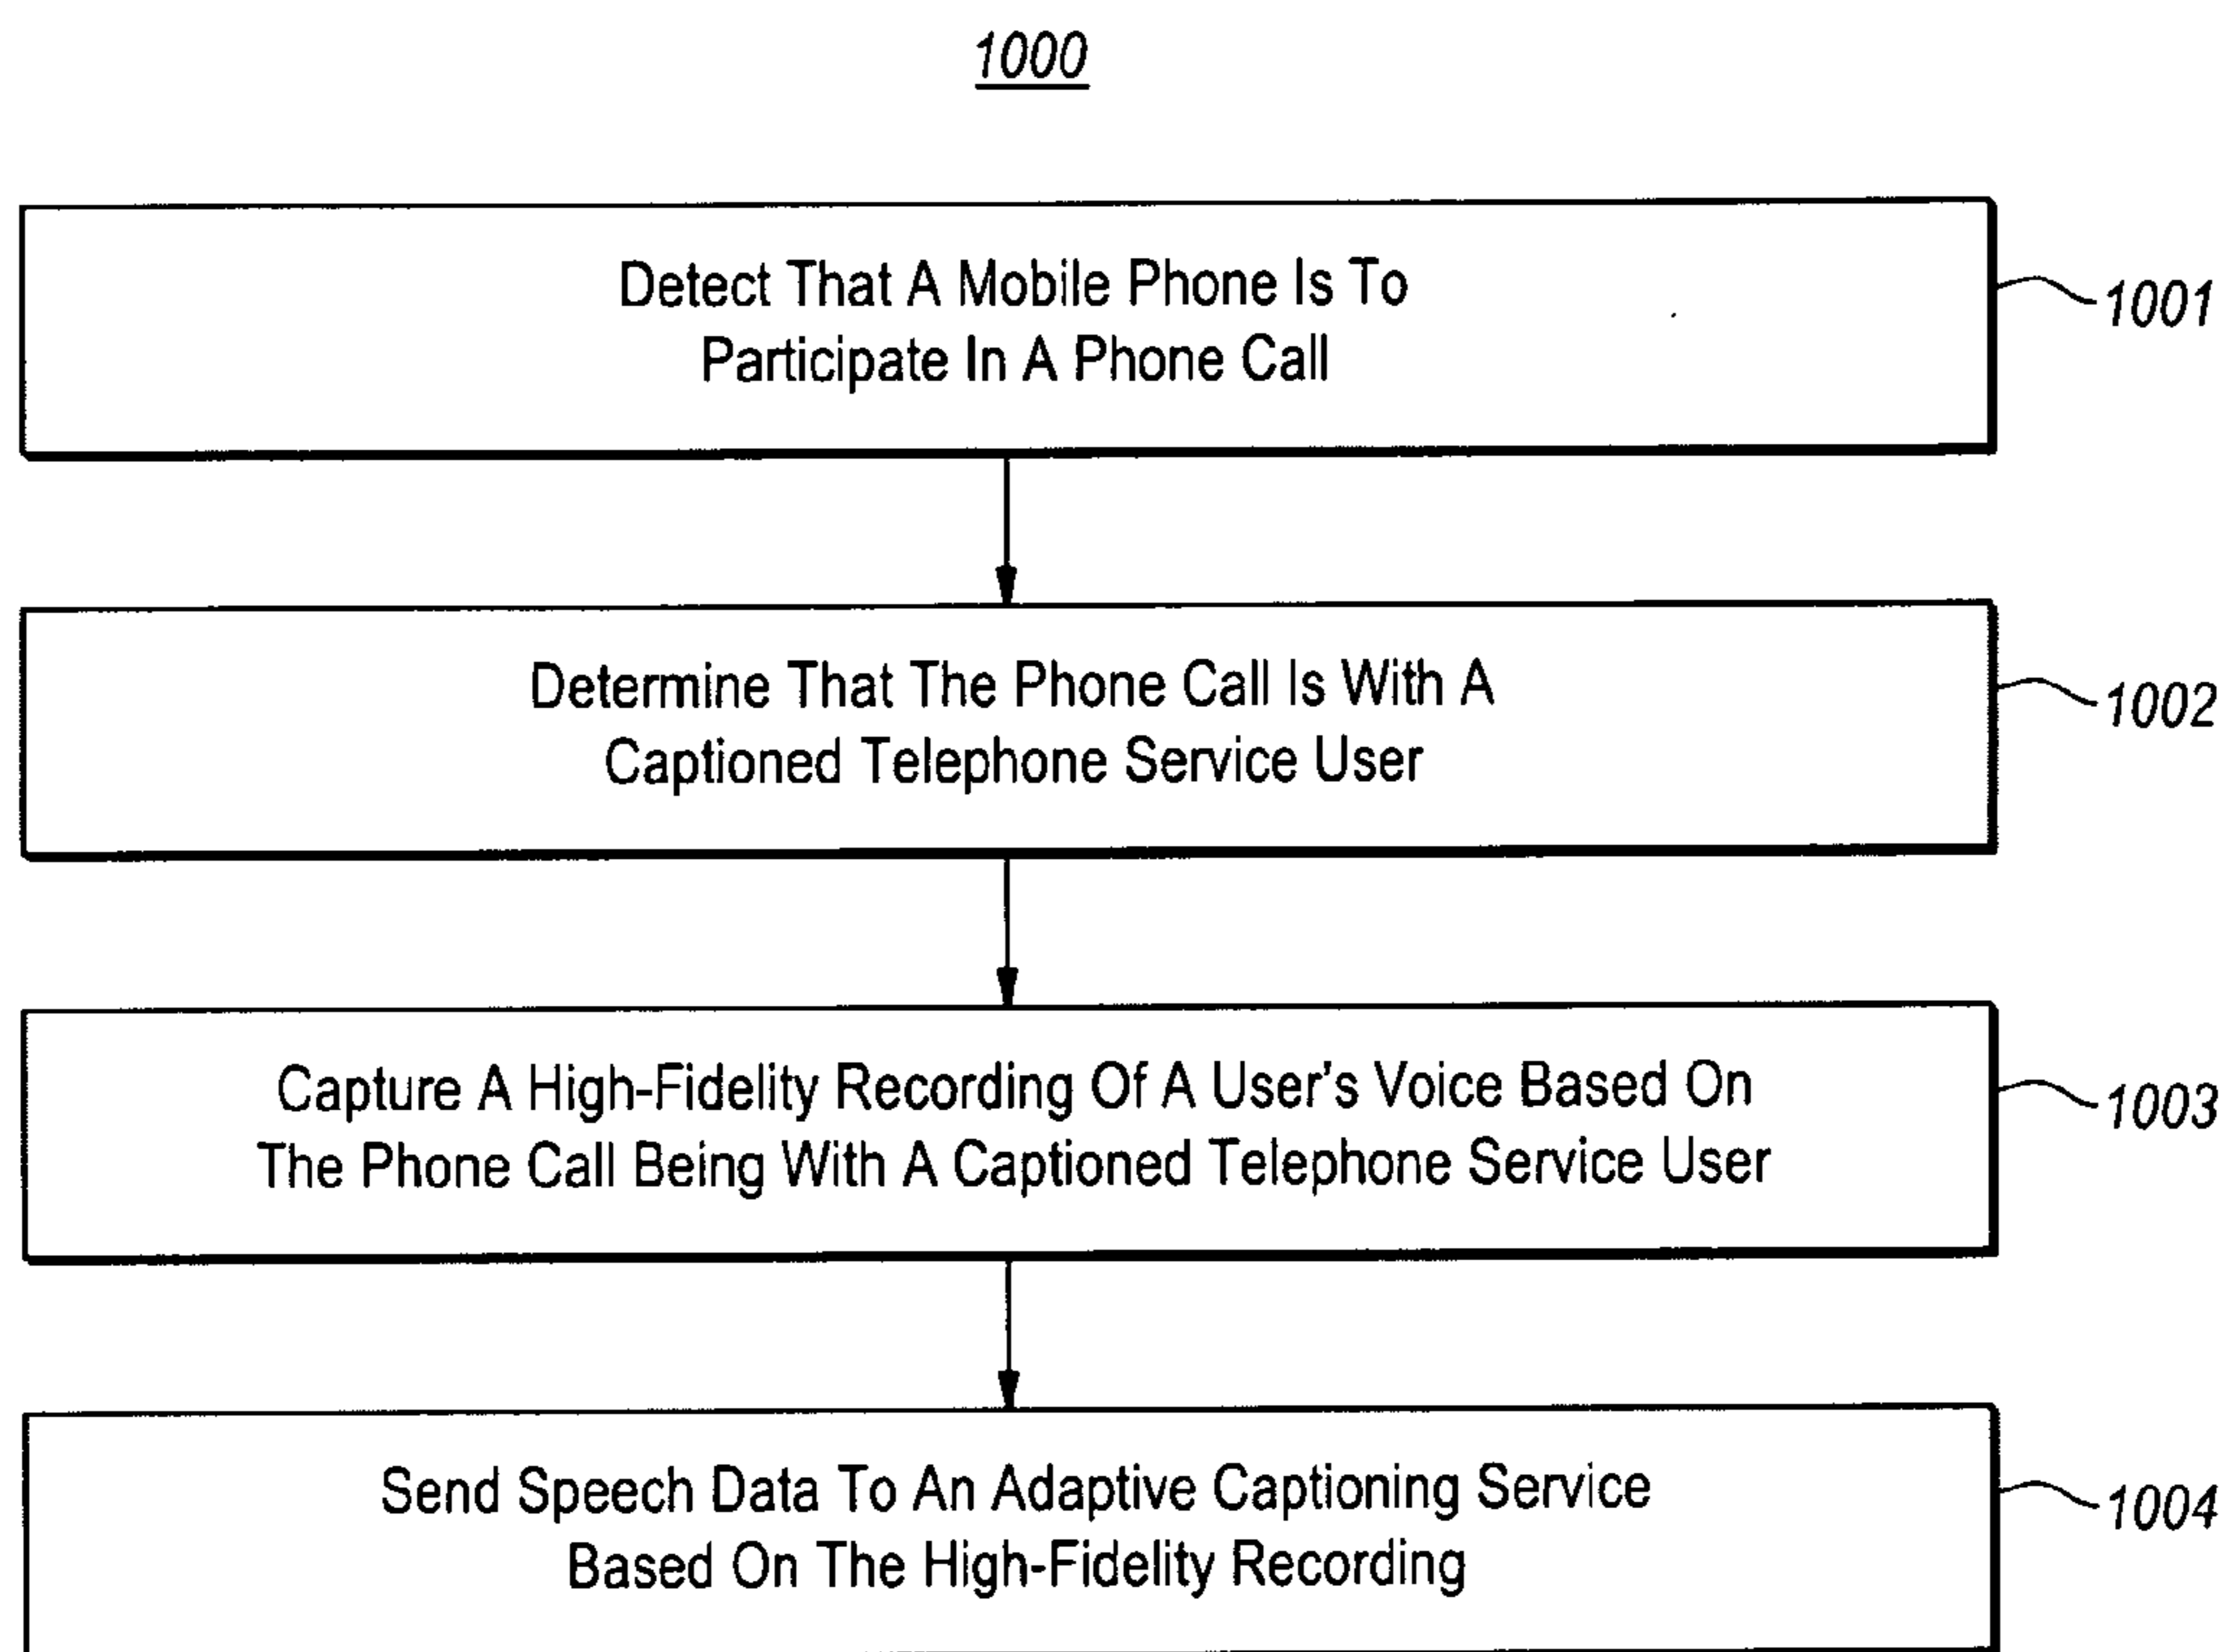 1000
Detect That A Mobile Phone Is To
Participate In A Phone Call
1001
Determine That The Phone Call Is With A
Captioned Telephone Service User
1002
Capture A High-Fidelity Recording Of A User's Voice Based On
The Phone Call Being With A Captioned Telephone Service User
1003
Send Speech Data To An Adaptive Captioning Service
Based On The High-Fidelity Recording
1004